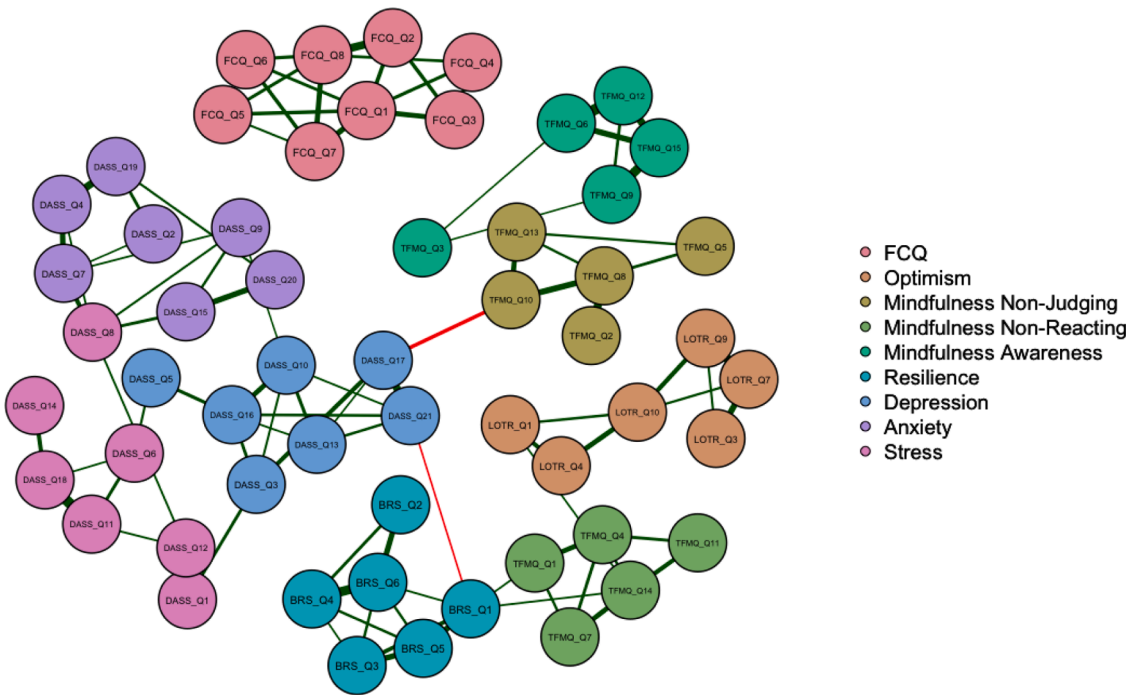 FCQ_Q2
FCQ_Q8
FCQ_Q6
FCQ_Q4
FCQ_Q1
FCQ_Q5
FCQ_Q3
FCQ_Q7
TFMQ_Q12
TFMQ_Q6
TFMQ_Q15
TFMQ_Q9
TFMQ_Q3
DASS_Q19
DASS_Q4
DASS_Q2
DASS_Q9
DASS_Q7
DASS_Q20
DASS_Q15
DASS_Q8
TFMQ_Q13
TFMQ_Q5
TFMQ_Q8
TFMQ_Q10
TFMQ_Q2
DASS_Q17
DASS_Q10
DASS_Q5
DASS_Q16
DASS_Q21
DASS_Q13
DASS_Q3
DASS_Q14
DASS_Q6
DASS_Q18
DASS_Q11
DASS_Q12
DASS_Q1
LOTR_Q9
LOTR_Q7
LOTR_Q10
LOTR_Q1
LOTR_Q3
LOTR_Q4
BRS_Q2
BRS_Q6
BRS_Q4
BRS_Q1
BRS_Q5
BRS_Q3
TFMQ_Q4
TFMQ_Q11
TFMQ_Q1
TFMQ_Q14
TFMQ_Q7
FCQ
Optimism
Mindfulness Non-Judging
Mindfulness Non-Reacting
Mindfulness Awareness
Resilience
Depression
Anxiety
Stress